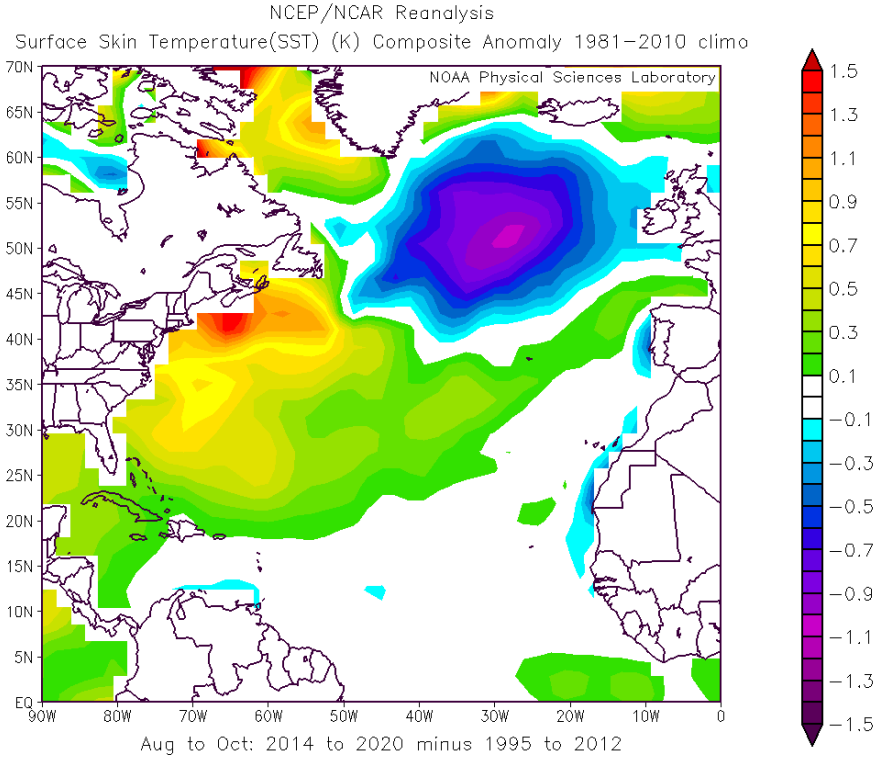 NCEP/NCAR Reanalysis
Surface Skin Temperature(SST) (K) Composite Anomaly 1981-2010 climo
NOAA Physical Sciences Laboratory
70N
65N
60N
55N
50N
45N
40N
35N
30N
25N
20N
15N
10N
5N
EQ
90W 80W 70W 60W 50W 40W 30W 20W 10W 0
1.5
1.3
1.1
0.9
0.7
0.5
0.3
0.1
-0.1
-0.3
-0.5
-0.7
-0.9
-1.1
-1.3
-1.5
Aug to Oct: 2014 to 2020 minus 1995 to 2012